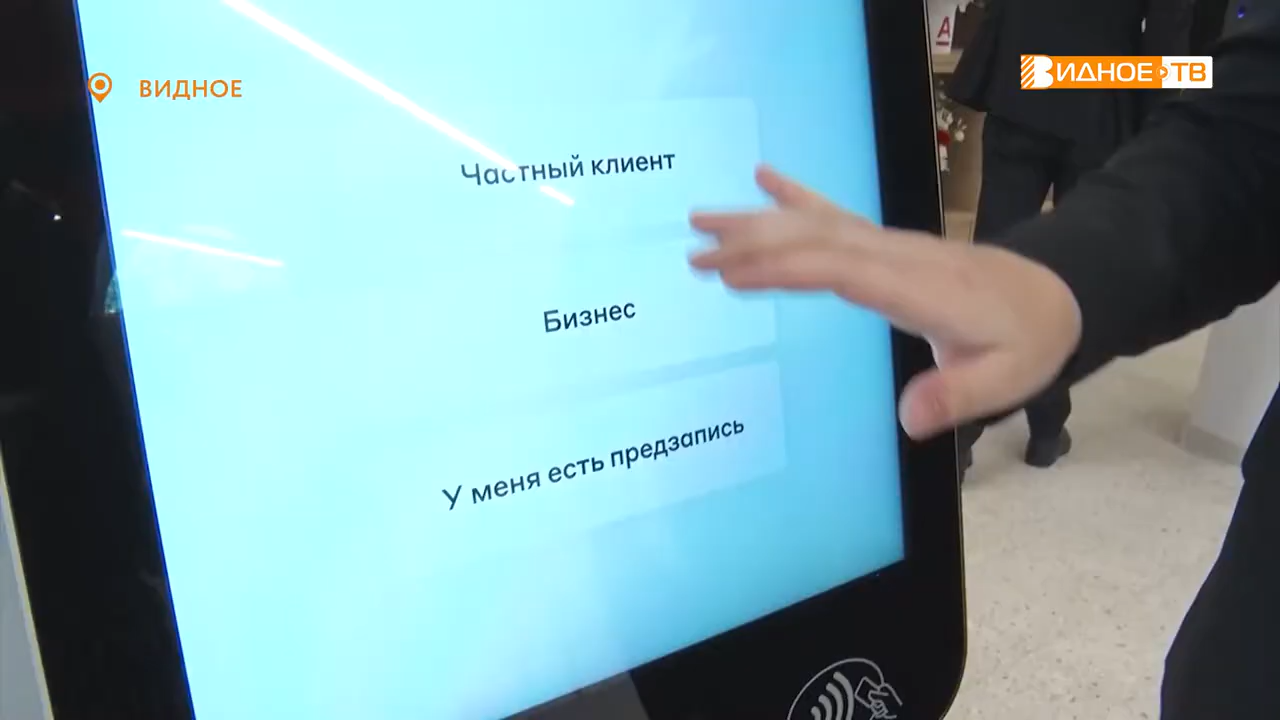 ВИДНОЕ
ВИДНОЕ ТВ
А
Частный клиент
Бизнес
У меня есть предзапись